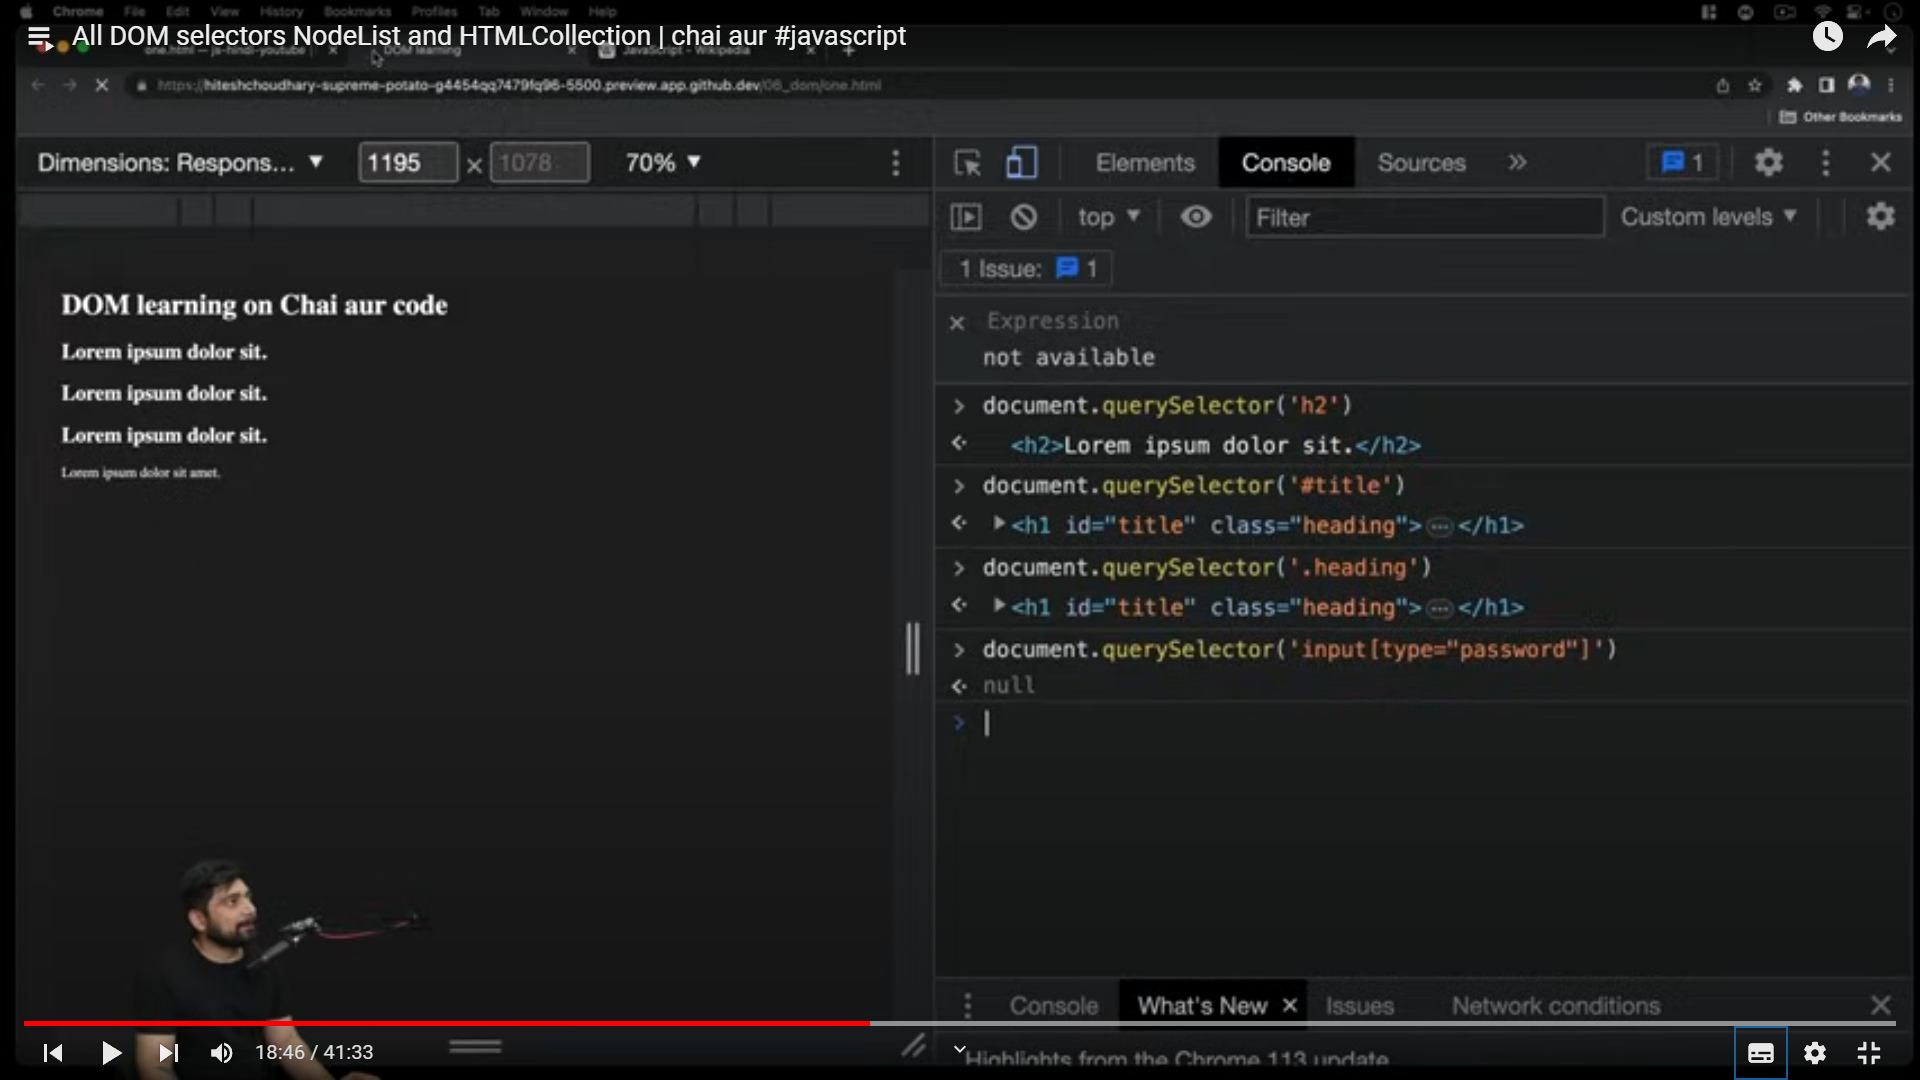 Chrome File Edit View History Bookmarks Profiles Tab Window Help
All DOM selectors NodeList and HTMLCollection | chai aur #javascript
one.html — js-hindi-youtube
DOM learning
JavaScript - Wikipedia
https://hiteshchoudhary-supreme-potato-g4454qq7479fq96-5500.preview.app.github.dev/06_dom/one.html
Other Bookmarks
Dimensions: Respons... 1195 × 1078 70%
Elements Console Sources » 1
top Filter Custom levels
1 Issue: 1
DOM learning on Chai aur code
Lorem ipsum dolor sit.
Lorem ipsum dolor sit.
Lorem ipsum dolor sit.
Lorem ipsum dolor sit amet.
× Expression
not available
> document.querySelector('h2')
<h2>Lorem ipsum dolor sit.</h2>
> document.querySelector('#title')
<h1 id="title" class="heading">…</h1>
> document.querySelector('.heading')
<h1 id="title" class="heading">…</h1>
> document.querySelector('input[type="password"]')
null
>
Console What's New × Issues Network conditions
18:46 / 41:33
Highlights from the Chrome 113 update